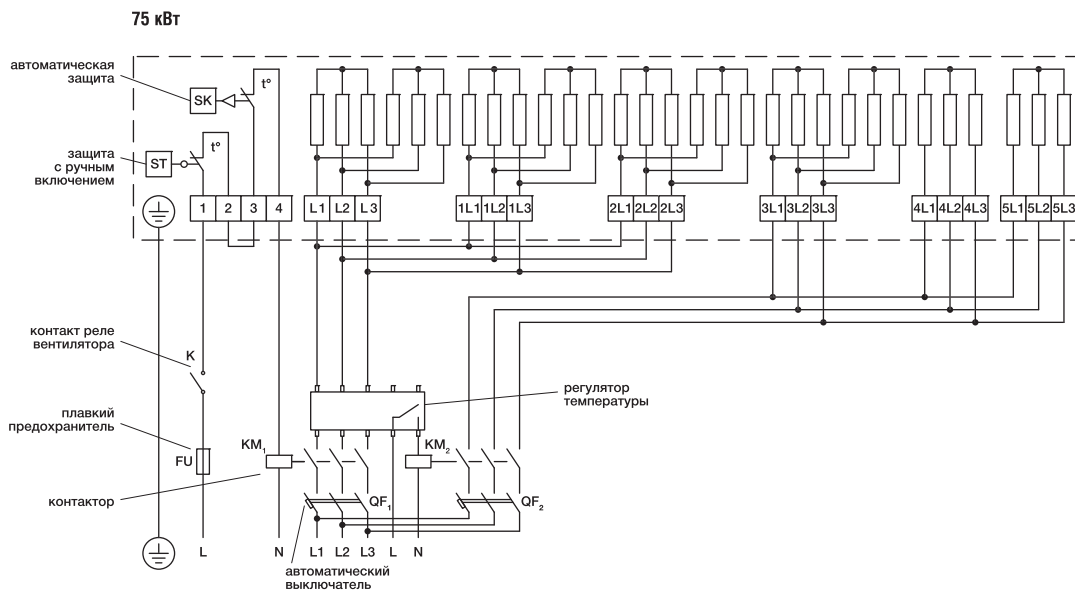 75 кВт
автоматическая
защита
t°
SK
защита
с ручным
включением
t°
ST
1 2 3 4
L1 L2 L3
1L1 1L2 1L3
2L1 2L2 2L3
3L1 3L2 3L3
4L1 4L2 4L3
5L1 5L2 5L3
контакт реле
вентилятора
K
регулятор
температуры
плавкий
предохранитель
FU
KM1
KM2
контактор
QF1
QF2
L N L1 L2 L3 L N
автоматический
выключатель